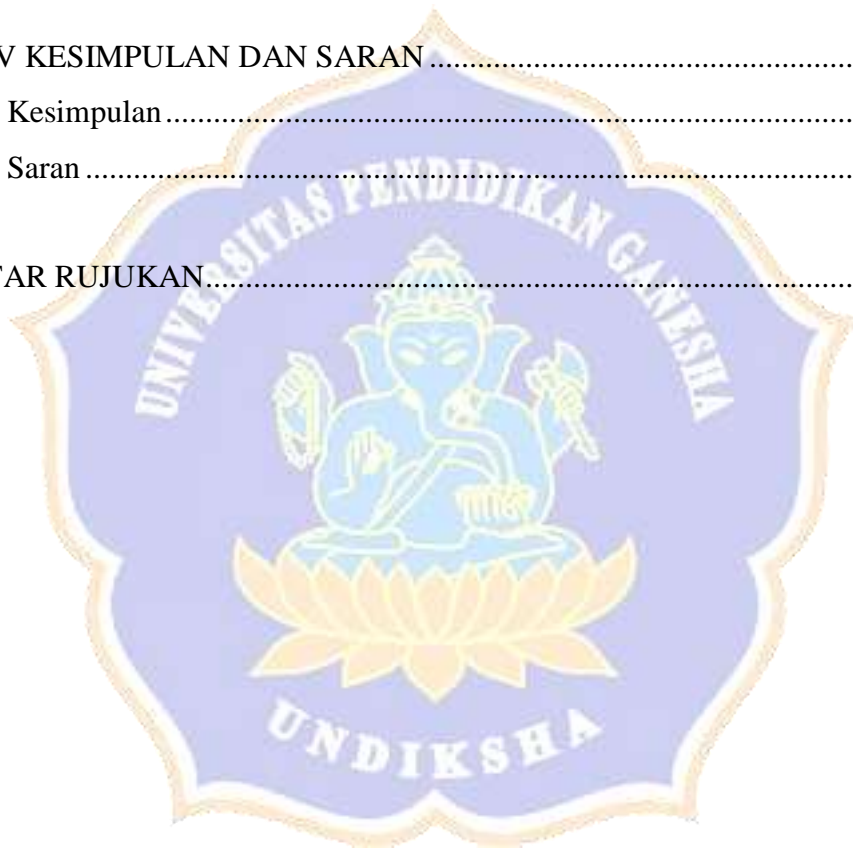 V KESIMPULAN DAN SARAN ..........................................................
Kesimpulan .........................................................................................
Saran ...................................................................................................
UNIVERSITAS PENDIDIKAN GANESHA
TAR RUJUKAN.....................................................................................
UNDIKSHA